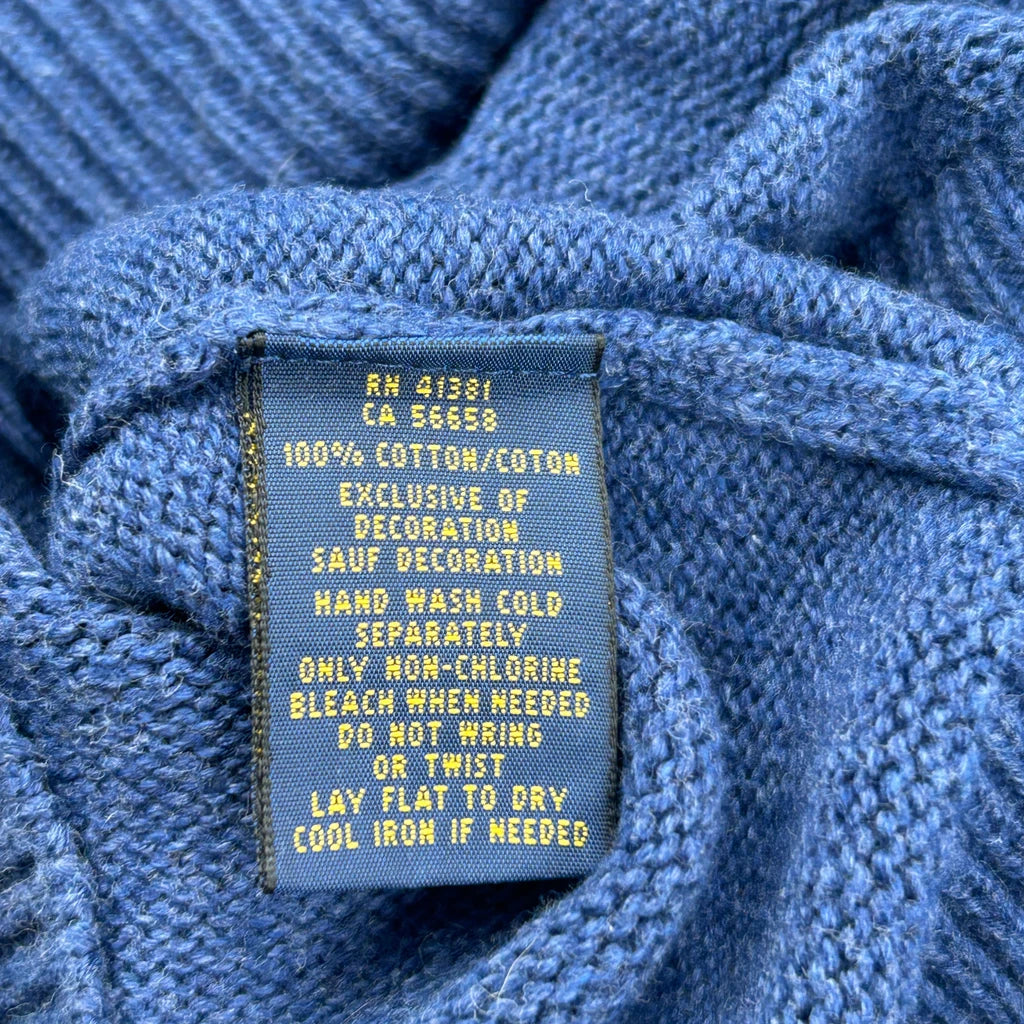 RN 41381
CA 56658
100% COTTON/COTON
EXCLUSIVE OF
DECORATION
SAUF DECORATION
HAND WASH COLD
SEPARATELY
ONLY NON-CHLORINE
BLEACH WHEN NEEDED
DO NOT WRING
OR TWIST
LAY FLAT TO DRY
COOL IRON IF NEEDED